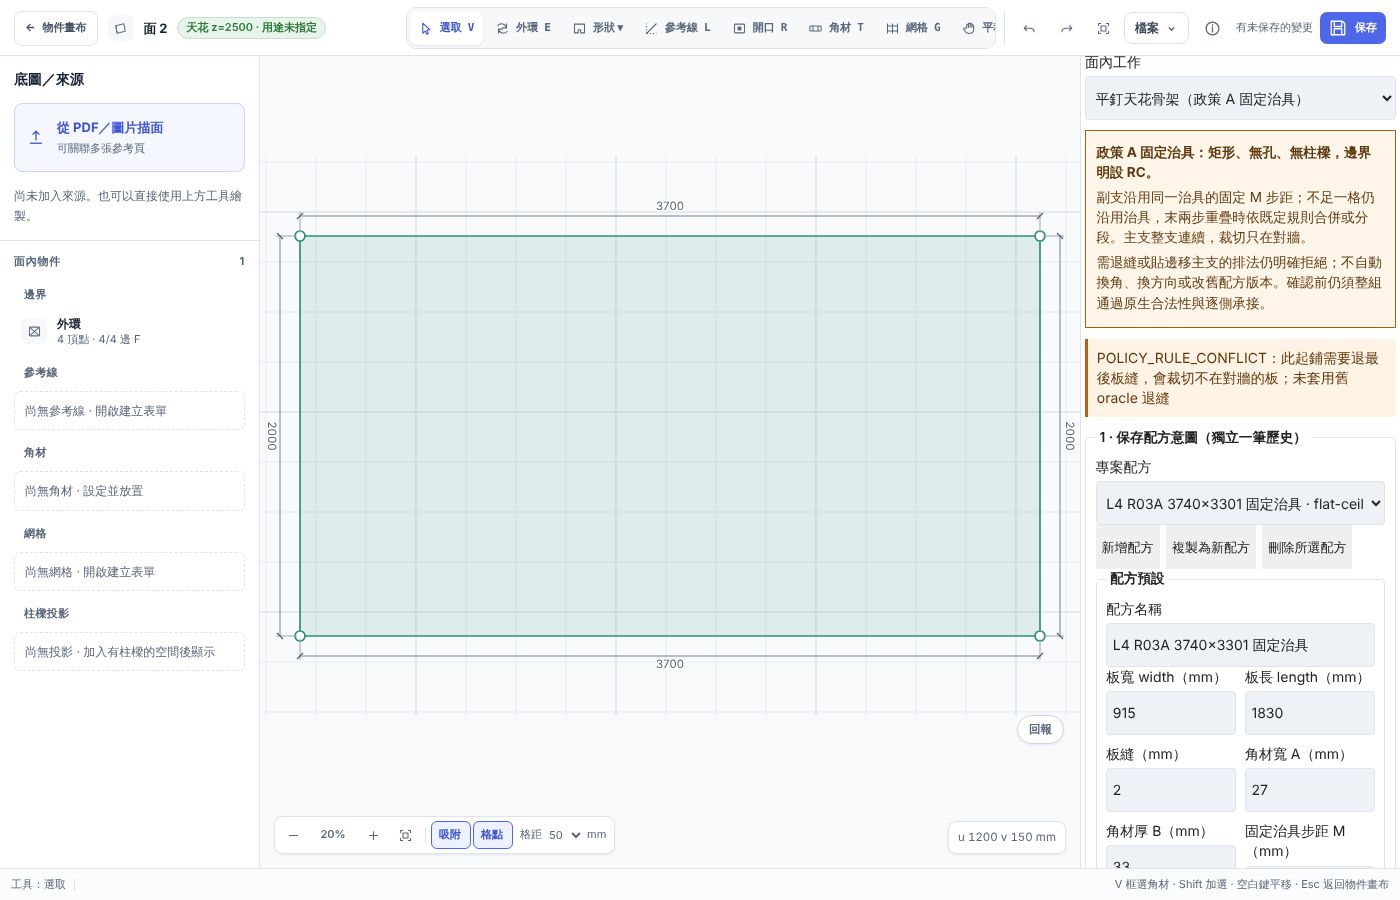 物件畫布
面 2
天花 z=2500 · 用途未指定
選取 V
外環 E
形狀 ▾
參考線 L
開口 R
角材 T
網格 G
檔案
有未保存的變更
保存
底圖／來源
從 PDF／圖片描面
可關聯多張參考頁
尚未加入來源。也可以直接使用上方工具繪
製。
面內物件
1
邊界
外環
4 頂點 · 4/4 邊 F
參考線
尚無參考線 · 開啟建立表單
角材
尚無角材 · 設定並放置
網格
尚無網格 · 開啟建立表單
柱樑投影
尚無投影 · 加入有柱樑的空間後顯示
3700
2000
2000
3700
回報
20%
吸附
格點
格距
50
mm
u 1200 v 150 mm
面內工作
平釘天花骨架（政策 A 固定治具）
政策 A 固定治具：矩形、無孔、無柱樑，邊界
明設 RC。
副支沿用同一治具的固定 M 步距；不足一格仍
沿用治具，末兩步重疊時依既定規則合併或分
段。主支整支連續，裁切只在對牆。
需退縫或貼邊移主支的排法仍明確拒絕；不自動
換角、換方向或改舊配方版本。確認前仍須整組
通過原生合法性與逐側承接。
POLICY_RULE_CONFLICT：此起鋪需要退最
後板縫，會裁切不在對牆的板；未套用舊
oracle 退縫
1 · 保存配方意圖（獨立一筆歷史）
專案配方
L4 R03A 3740×3301 固定治具 · flat-ceil
新增配方
複製為新配方
刪除所選配方
配方預設
配方名稱
L4 R03A 3740×3301 固定治具
板寬 width（mm）
板長 length（mm）
915
1830
板縫（mm）
角材寬 A（mm）
2
27
角材厚 B（mm）
固定治具步距 M
（mm）
33
工具：選取
V 框選角材 · Shift 加選 · 空白鍵平移 · Esc 返回物件畫布